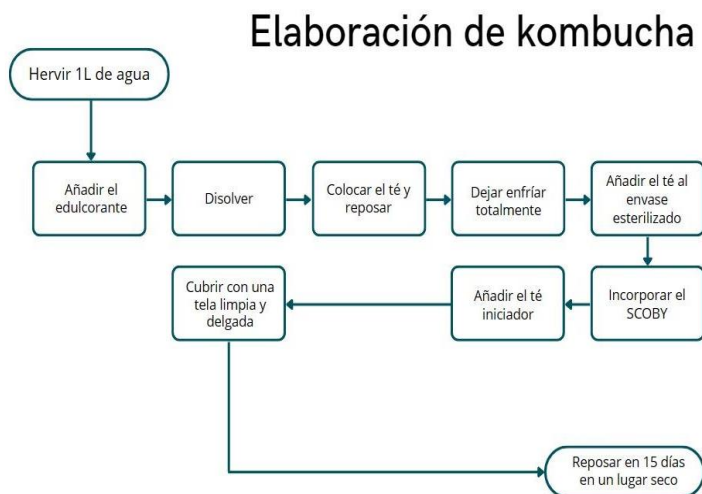 Elaboración de kombucha
Hervir 1L de agua
Añadir el
edulcorante
Disolver
Colocar el té y
reposar
Dejar enfríar
totalmente
Añadir el té al
envase
esterilizado
Incorporar el
SCOBY
Añadir el té
iniciador
Cubrir con una
tela limpia y
delgada
Reposar en 15 días
en un lugar seco